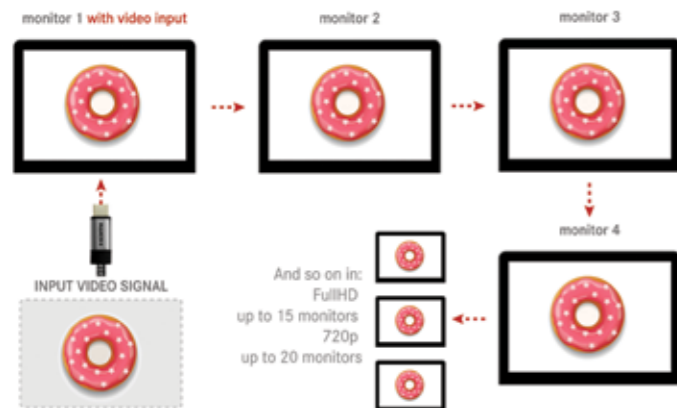 monitor 1 with video input
monitor 2
monitor 3
monitor 4
INPUT VIDEO SIGNAL
And so on in:
FullHD
up to 15 monitors
720p
up to 20 monitors